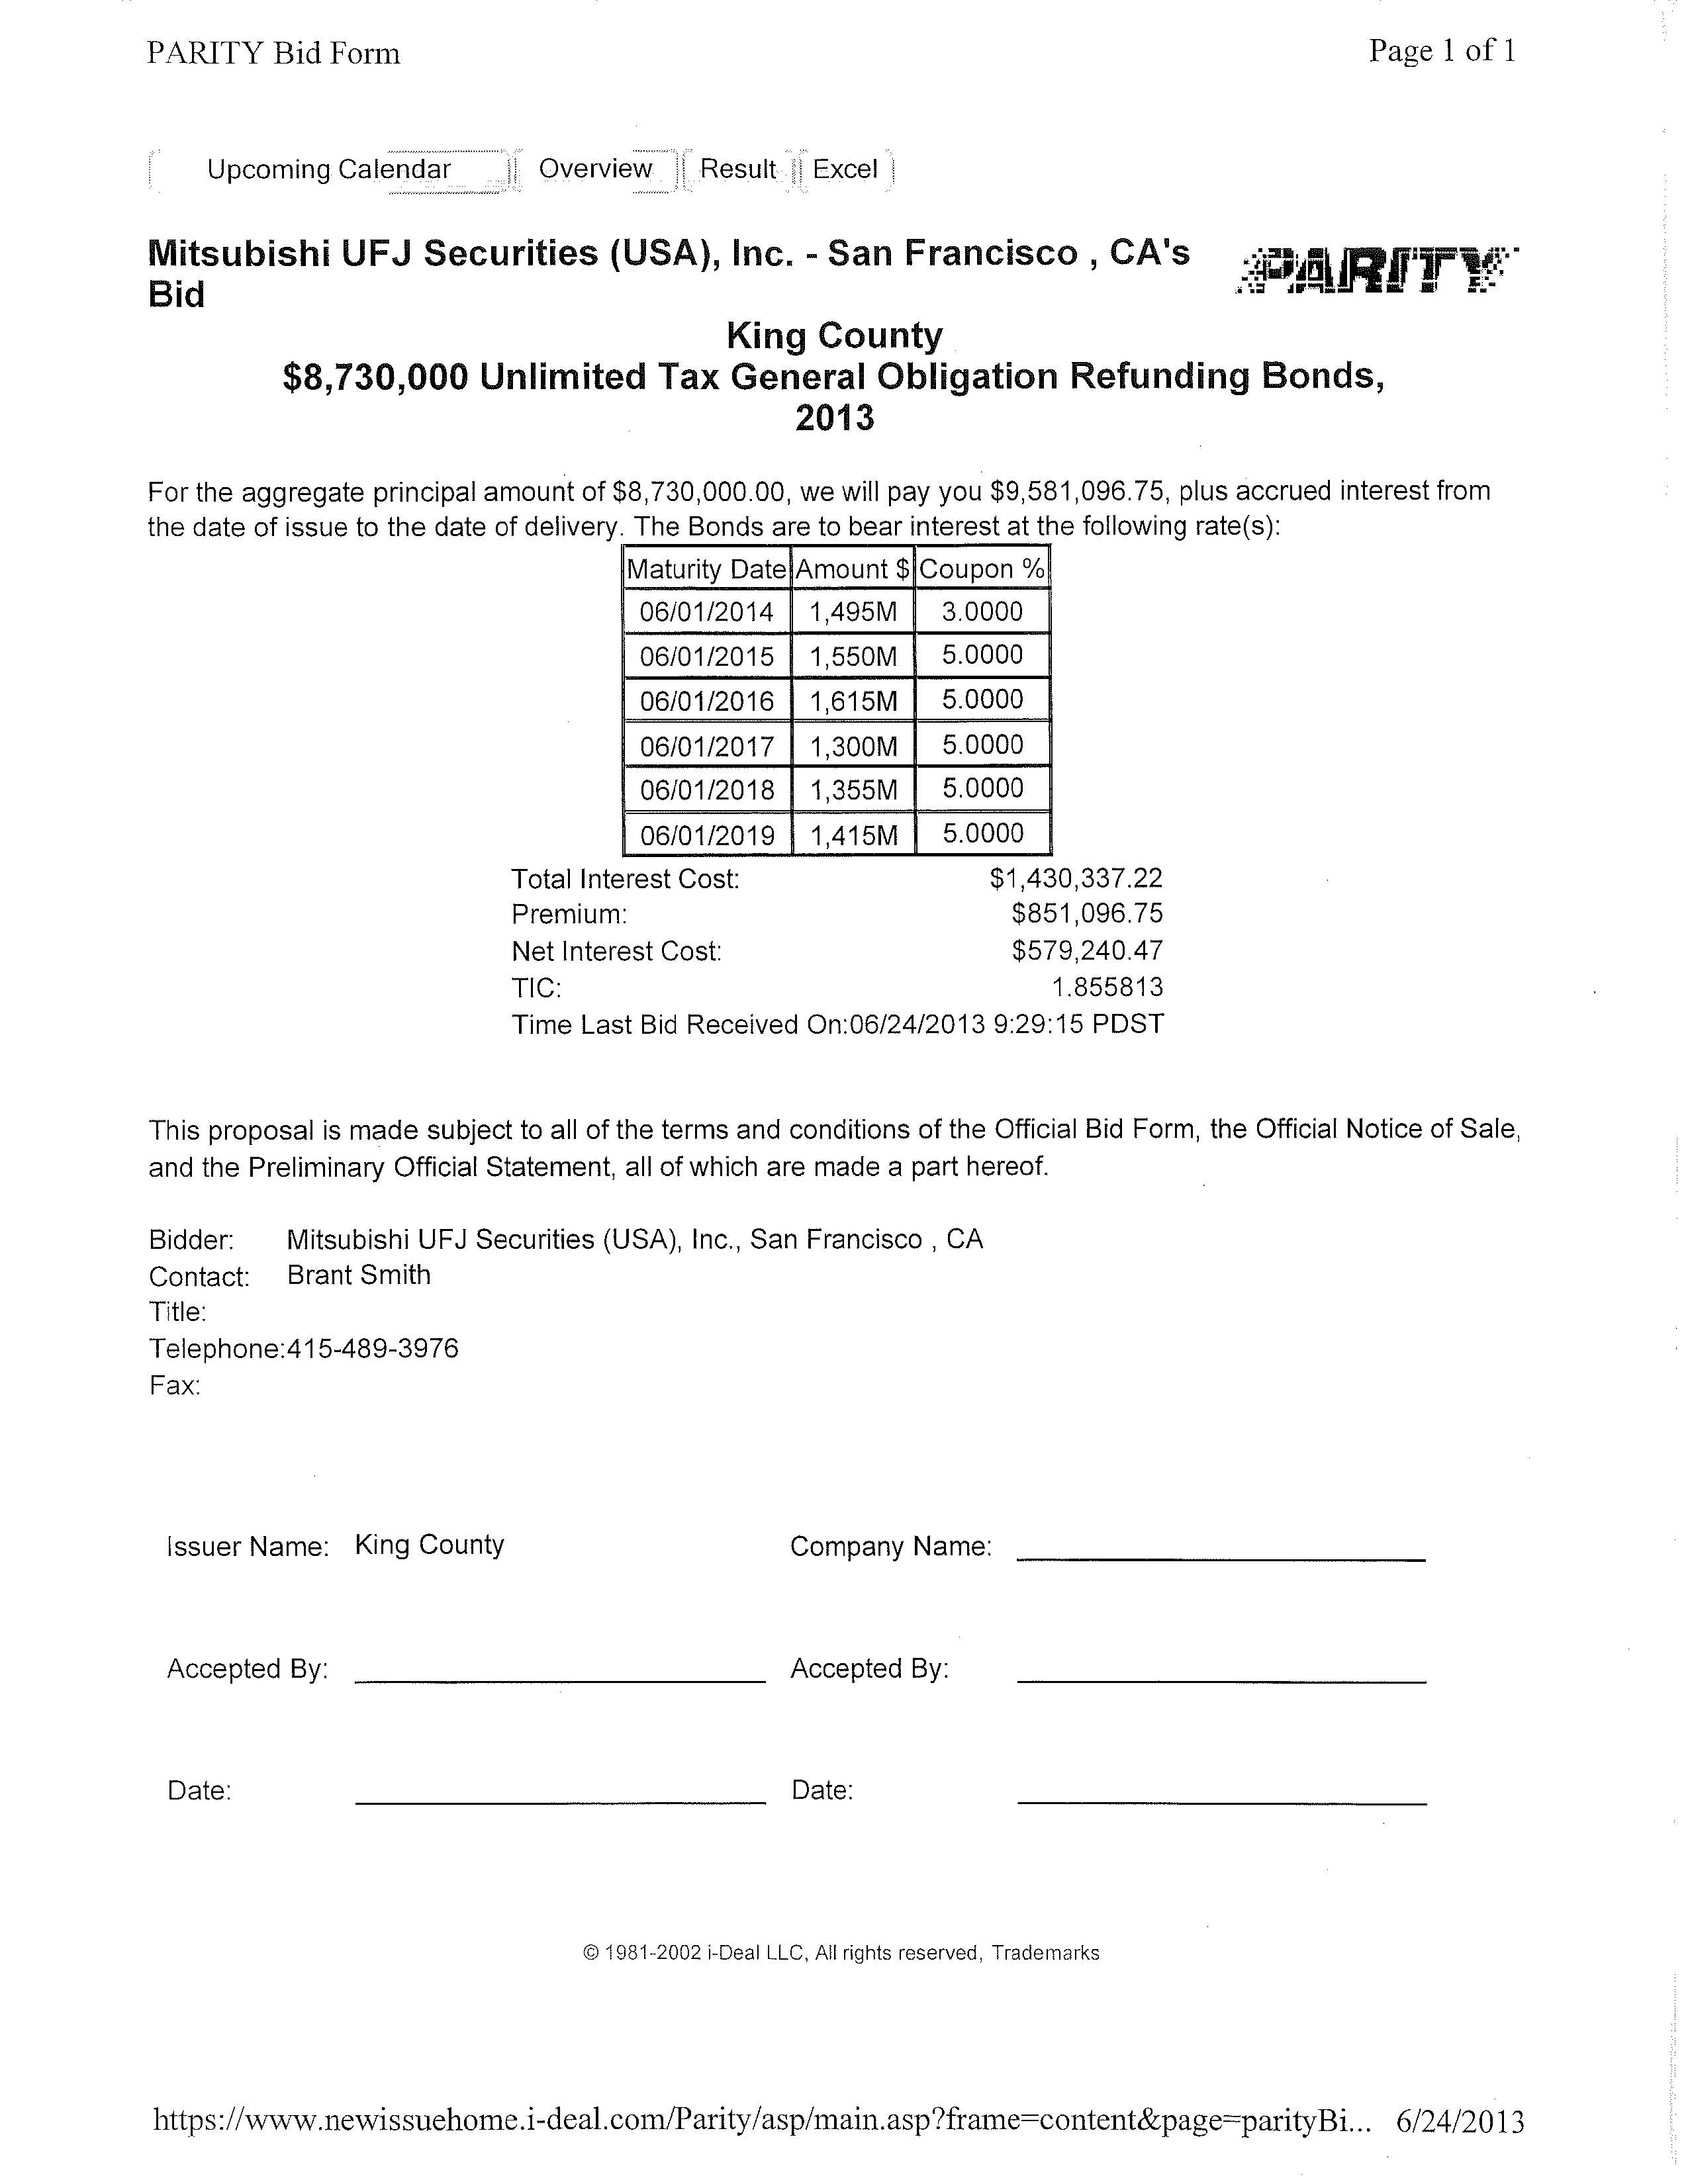 PARITY Bid Form
Page 1 of 1
Upcoming Calendar Overview Result Excel
Mitsubishi UFJ Securities (USA), Inc. - San Francisco , CA's
Bid
PARITY
King County
$8,730,000 Unlimited Tax General Obligation Refunding Bonds,
2013
For the aggregate principal amount of $8,730,000.00, we will pay you $9,581,096.75, plus accrued interest from
the date of issue to the date of delivery. The Bonds are to bear interest at the following rate(s):
Maturity Date Amount $ Coupon %
06/01/2014 1,495M 3.0000
06/01/2015 1,550M 5.0000
06/01/2016 1,615M 5.0000
06/01/2017 1,300M 5.0000
06/01/2018 1,355M 5.0000
06/01/2019 1,415M 5.0000
Total Interest Cost: $1,430,337.22
Premium: $851,096.75
Net Interest Cost: $579,240.47
TIC: 1.855813
Time Last Bid Received On:06/24/2013 9:29:15 PDST
This proposal is made subject to all of the terms and conditions of the Official Bid Form, the Official Notice of Sale,
and the Preliminary Official Statement, all of which are made a part hereof.
Bidder: Mitsubishi UFJ Securities (USA), Inc., San Francisco , CA
Contact: Brant Smith
Title:
Telephone:415-489-3976
Fax:
Issuer Name: King County Company Name:
Accepted By: Accepted By:
Date: Date:
© 1981-2002 i-Deal LLC, All rights reserved, Trademarks
https://www.newissuehome.i-deal.com/Parity/asp/main.asp?frame=content&page=parityBi... 6/24/2013